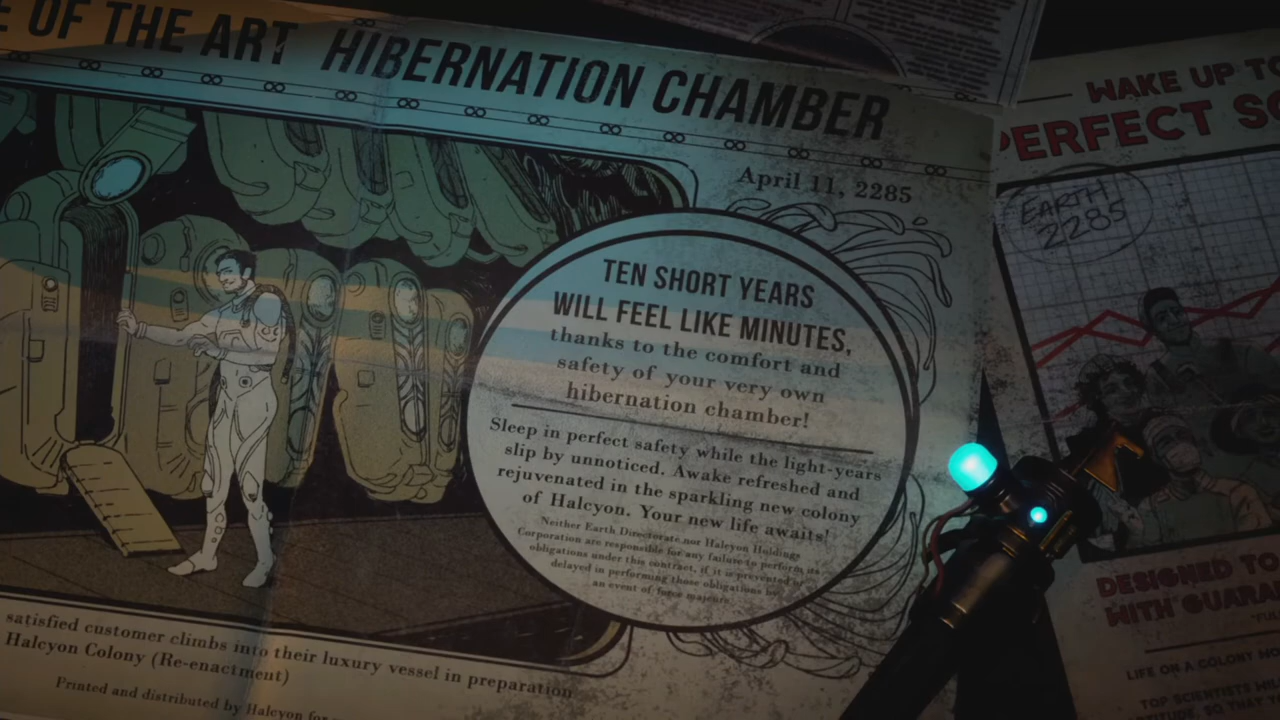 E OF THE ART HIBERNATION CHAMBER
April 11, 2285
TEN SHORT YEARS
WILL FEEL LIKE MINUTES,
thanks to the comfort and
safety of your very own
hibernation chamber!
Sleep in perfect safety while the light-years
slip by unnoticed. Awake refreshed and
rejuvenated in the sparkling new colony
of Halcyon. Your new life awaits!
Neither Earth Directorate nor Halcyon Holdings
Corporation are responsible for any failure to perform its
obligations under this contract, if it is prevented or
delayed in performing those obligations by
an event of force majeure.
satisfied customer climbs into their luxury vessel in preparation
Halcyon Colony (Re-enactment)
Printed and distributed by Halcyon for
WAKE UP TO
PERFECT SO
EARTH
2285
DESIGNED TO
WITH GUARAN
LIFE ON A COLONY
TOP SCIENTISTS